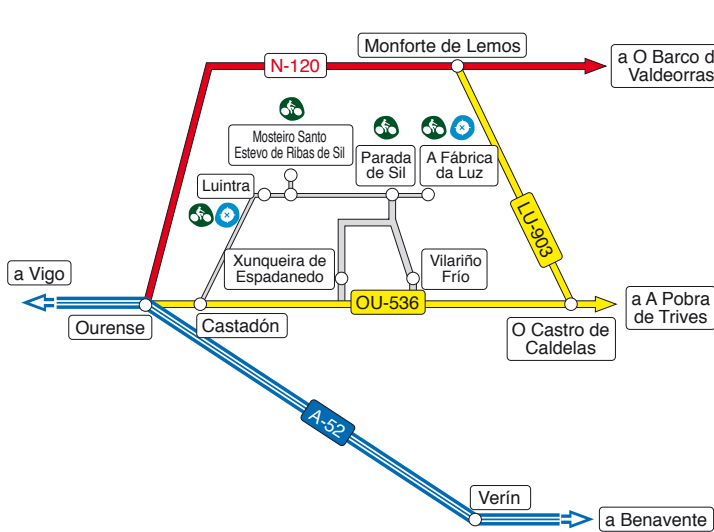 Monforte de Lemos
N-120
a O Barco d
Valdeorras
Mosteiro Santo
Estevo de Ribas de Sil
Parada
de Sil
A Fábrica
da Luz
Luintra
LU-903
Xunqueira de
Espadanedo
Vilariño
Frío
a Vigo
OU-536
a A Pobra
de Trives
Ourense
Castadón
O Castro de
Caldelas
A-52
Verín
a Benavente